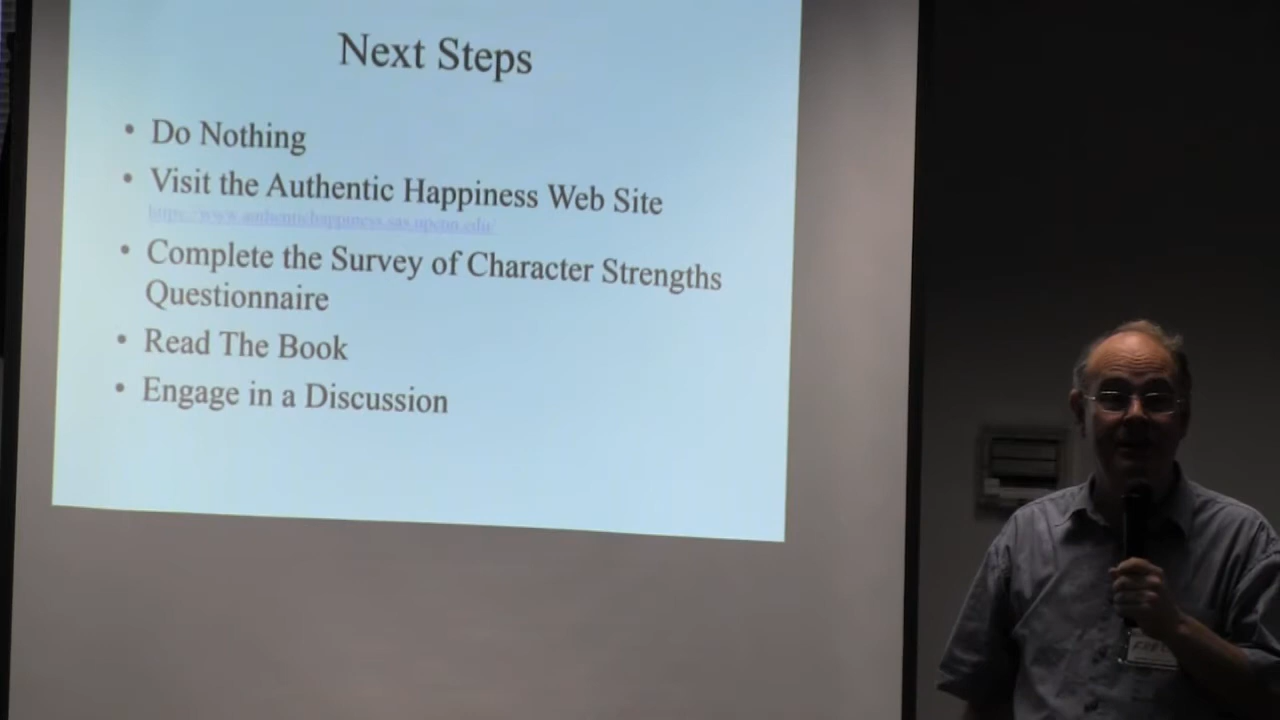 Next Steps
• Do Nothing
• Visit the Authentic Happiness Web Site
https://www.authentichappiness.sas.upenn.edu/
• Complete the Survey of Character Strengths
Questionnaire
• Read The Book
• Engage in a Discussion